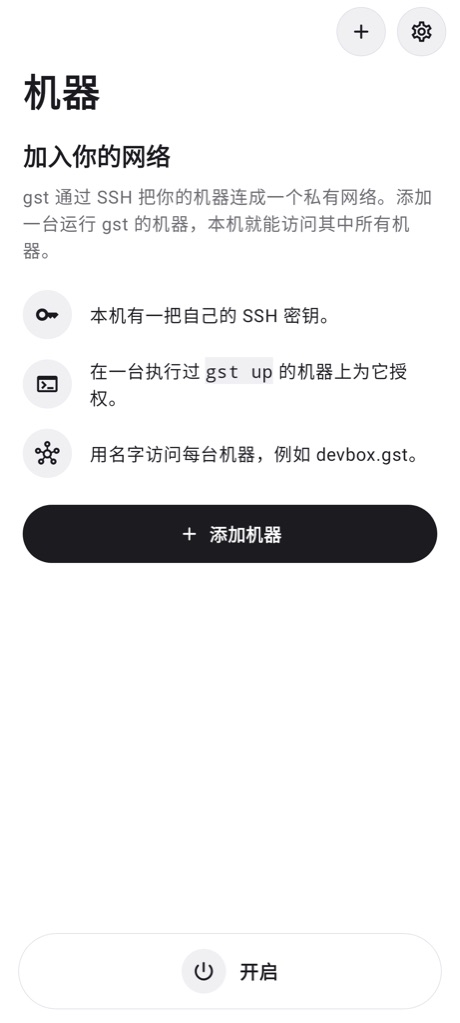 机器
加入你的网络
gst 通过 SSH 把你的机器连成一个私有网络。添加
一台运行 gst 的机器，本机就能访问其中所有机
器。
本机有一把自己的 SSH 密钥。
在一台执行过 gst up 的机器上为它授
权。
用名字访问每台机器，例如 devbox.gst。
添加机器
开启